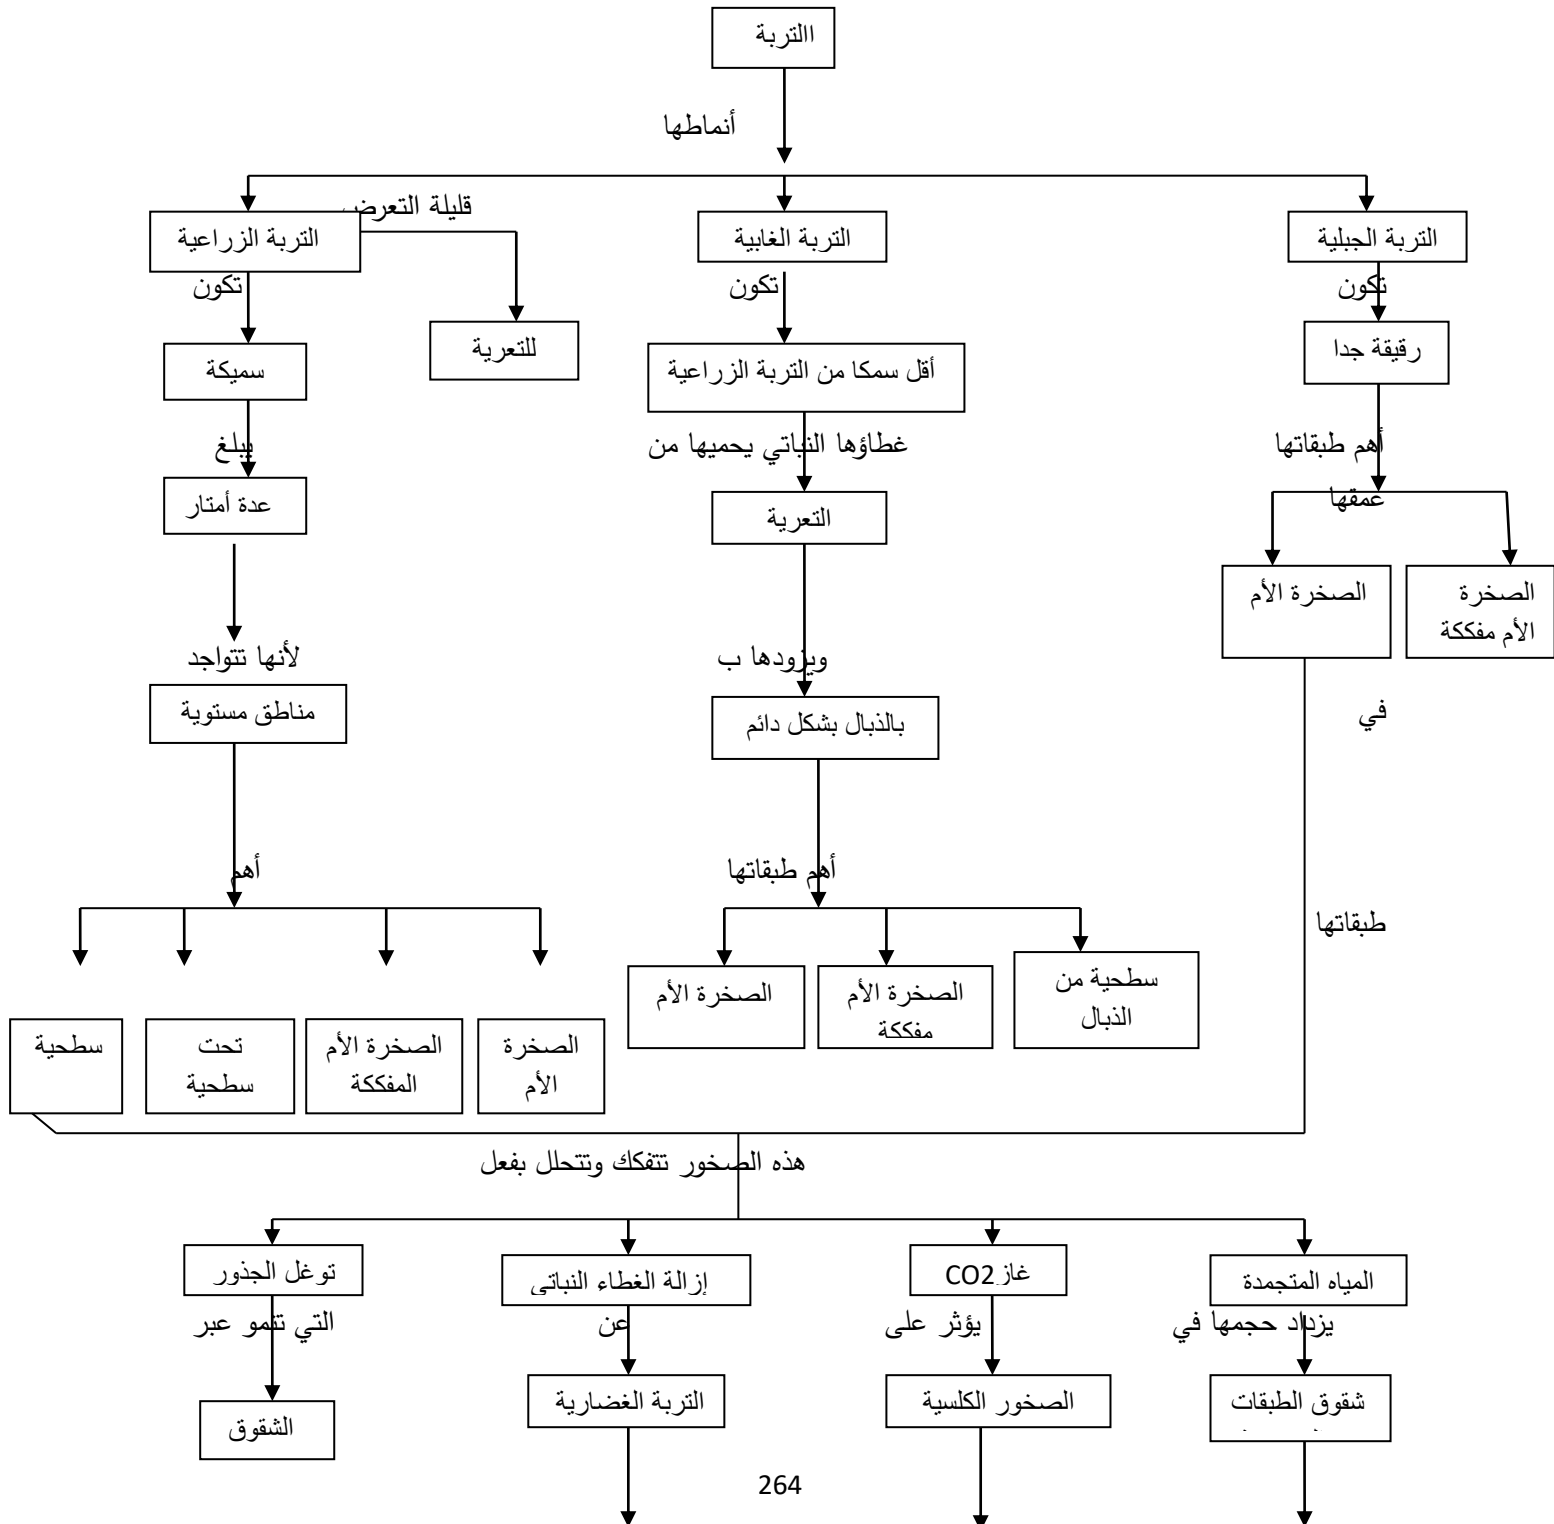 االتربة
أنماطها
قليلة التعرض
التربة الجبلية
التربة الغابية
التربة الزراعية
تكون
تكون
تكون
رقيقة جدا
أقل سمكا من التربة الزراعية
للتعرية
سميكة
أهم طبقاتها
غطاؤها النباتي يحميها من
يبلغ
عمقها
التعرية
عدة أمتار
الصخرة
الأم مفككة
الصخرة الأم
ويزودها ب
لأنها تتواجد
في
بالذبال بشكل دائم
مناطق مستوية
أهم طبقاتها
أهم
طبقاتها
سطحية من
الذبال
الصخرة الأم
مفككة
الصخرة الأم
الصخرة
الأم
الصخرة الأم
المفككة
تحت
سطحية
سطحية
هذه الصخور تتفكك وتتحلل بفعل
المياه المتجمدة
غازCO2
إزالة الغطاء النباتي
توغل الجذور
يزداد حجمها في
يؤثر على
عن
التي تنمو عبر
شقوق الطبقات
الصخور الكلسية
التربة الغضارية
الشقوق
264